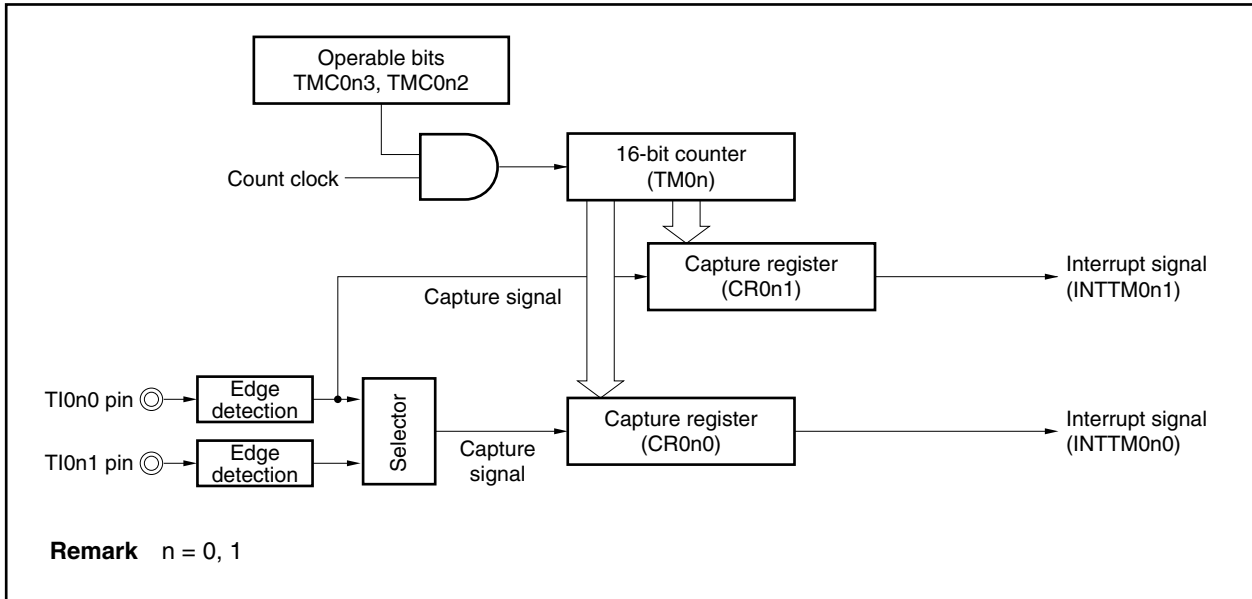 Operable bits
TMC0n3, TMC0n2
Count clock
16-bit counter
(TM0n)
Capture register
(CR0n1)
Interrupt signal
(INTTM0n1)
Capture signal
TI0n0 pin
Edge
detection
Selector
Capture register
(CR0n0)
Interrupt signal
(INTTM0n0)
TI0n1 pin
Edge
detection
Capture
signal
Remark n = 0, 1